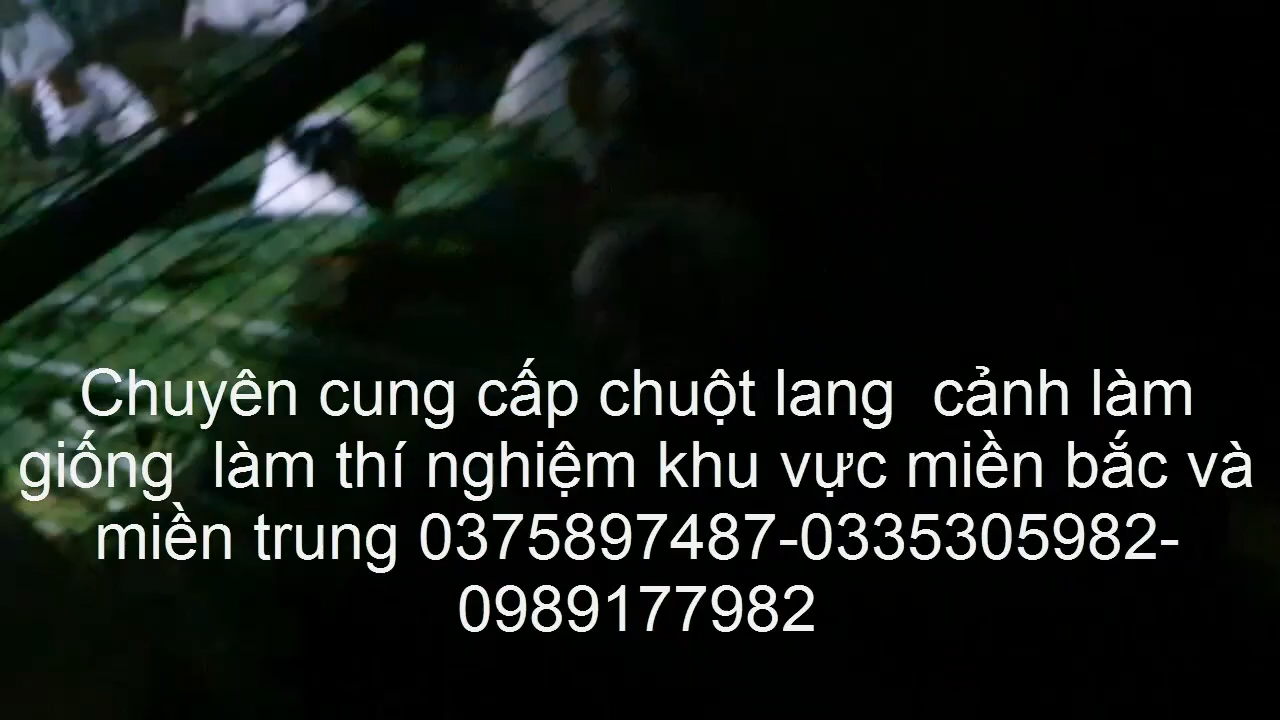 Chuyên cung cấp chuột lang  cảnh làm
giống  làm thí nghiệm khu vực miền bắc và
miền trung 0375897487-0335305982-
0989177982